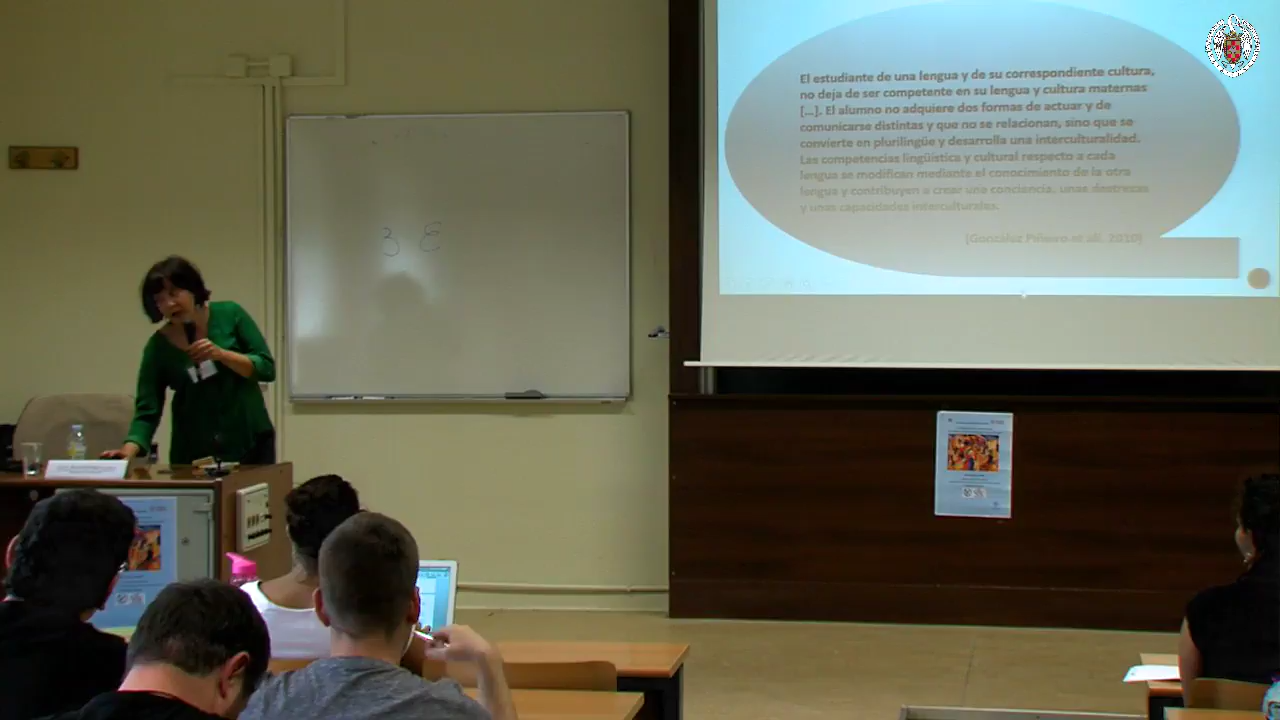 El estudiante de una lengua y de su correspondiente cultura,
no deja de ser competente en su lengua y cultura maternas
[...]. El alumno no adquiere dos formas de actuar y de
comunicarse distintas y que no se relacionan, sino que se
convierte en plurilingüe y desarrolla una interculturalidad.
Las competencias lingüística y cultural respecto a cada
lengua se modifican mediante el conocimiento de la otra
lengua y contribuyen a crear una conciencia, unas destrezas
y unas capacidades interculturales.
(González Piñeiro et ali, 2010)
3 8